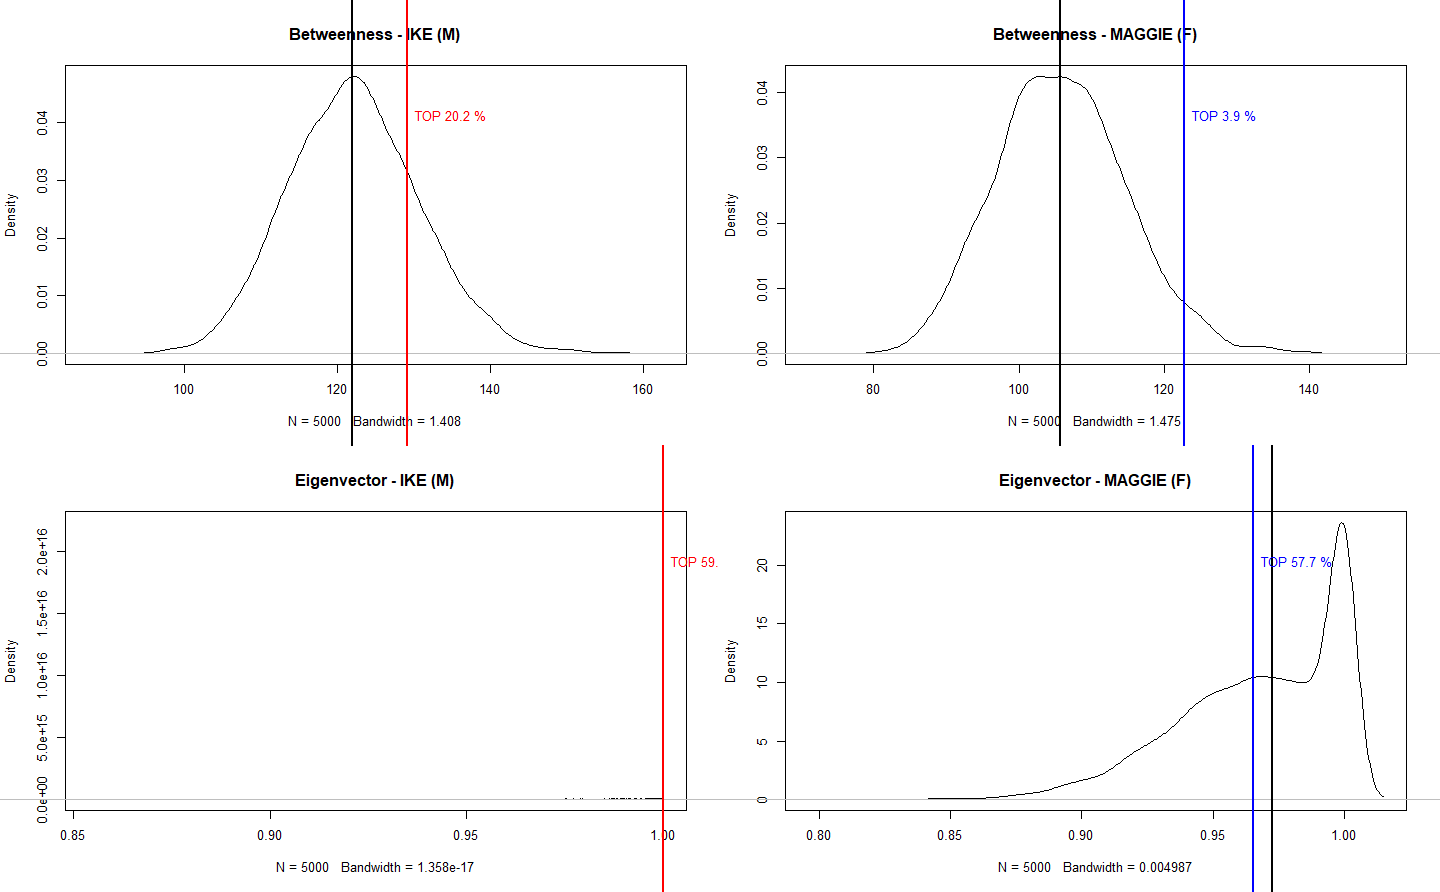 Betweenness - IKE (M)
TOP 20.2 %
Density
0.00 0.01 0.02 0.03 0.04
100 120 140 160
N = 5000 Bandwidth = 1.408
Betweenness - MAGGIE (F)
TOP 3.9 %
Density
0.00 0.01 0.02 0.03 0.04
80 100 120 140
N = 5000 Bandwidth = 1.475
Eigenvector - IKE (M)
TOP 59.
Density
0.0e+00 5.0e+15 1.0e+16 1.5e+16 2.0e+16
0.85 0.90 0.95 1.00
N = 5000 Bandwidth = 1.358e-17
Eigenvector - MAGGIE (F)
TOP 57.7 %
Density
0 5 10 15 20
0.80 0.85 0.90 0.95 1.00
N = 5000 Bandwidth = 0.004987